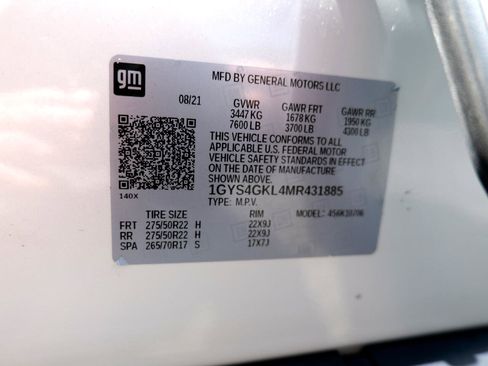 gm
MFD BY GENERAL MOTORS LLC
08/21 GVWR GAWR FRT GAWR RR
3447 KG 1678 KG 1950 KG
7600 LB 3700 LB 4300 LB
THIS VEHICLE CONFORMS TO ALL
APPLICABLE U.S. FEDERAL MOTOR
VEHICLE SAFETY STANDARDS IN EFFECT
ON THE DATE OF MANUFACTURE
SHOWN ABOVE.
1GYS4GKL4MR431885
140X TYPE: M.P.V.
TIRE SIZE RIM MODEL: 456K10706
FRT 275/50R22 H 22X9J
RR 275/50R22 H 22X9J
SPA 265/70R17 S 17X7J